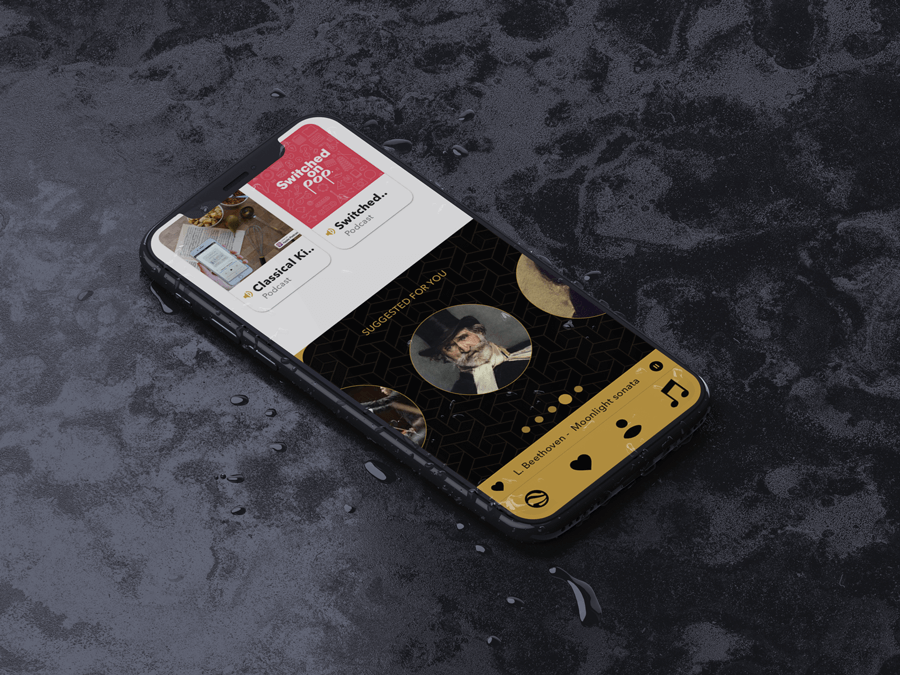 Switched
on
pop
Switched..
Podcast
Classical Ki..
Podcast
SUGGESTED FOR YOU
L. Beethoven - Moonlight sonata